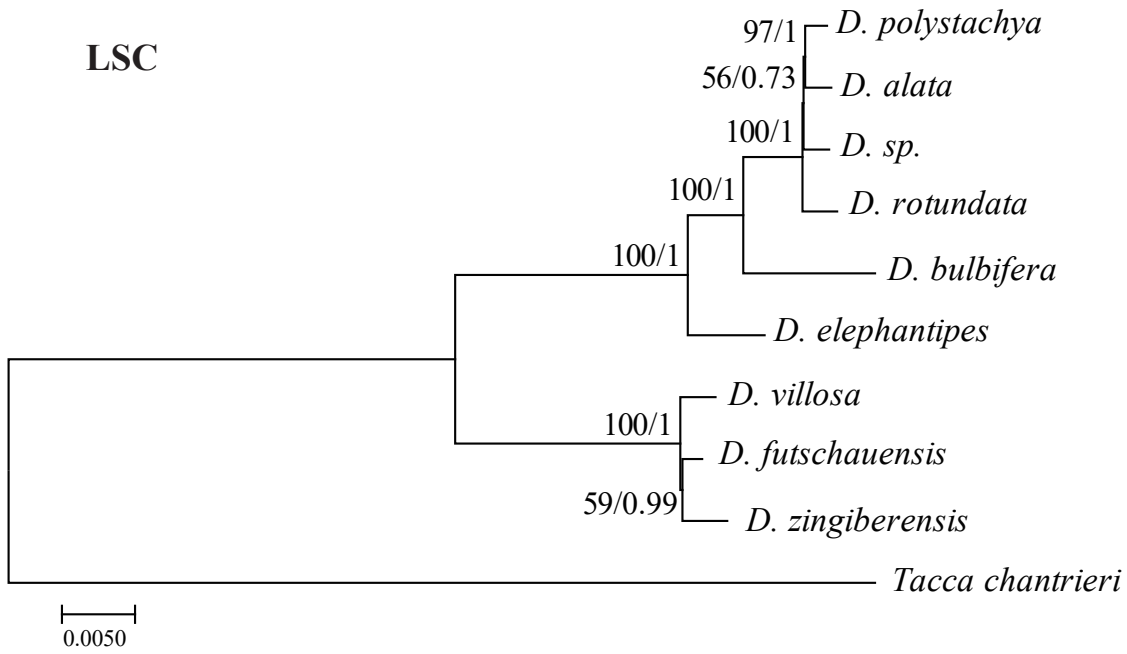 LSC
97/1
D. polystachya
56/0.73
D. alata
100/1
D. sp.
100/1
D. rotundata
100/1
D. bulbifera
D. elephantipes
D. villosa
100/1
D. futschauensis
59/0.99
D. zingiberensis
Tacca chantrieri
0.0050